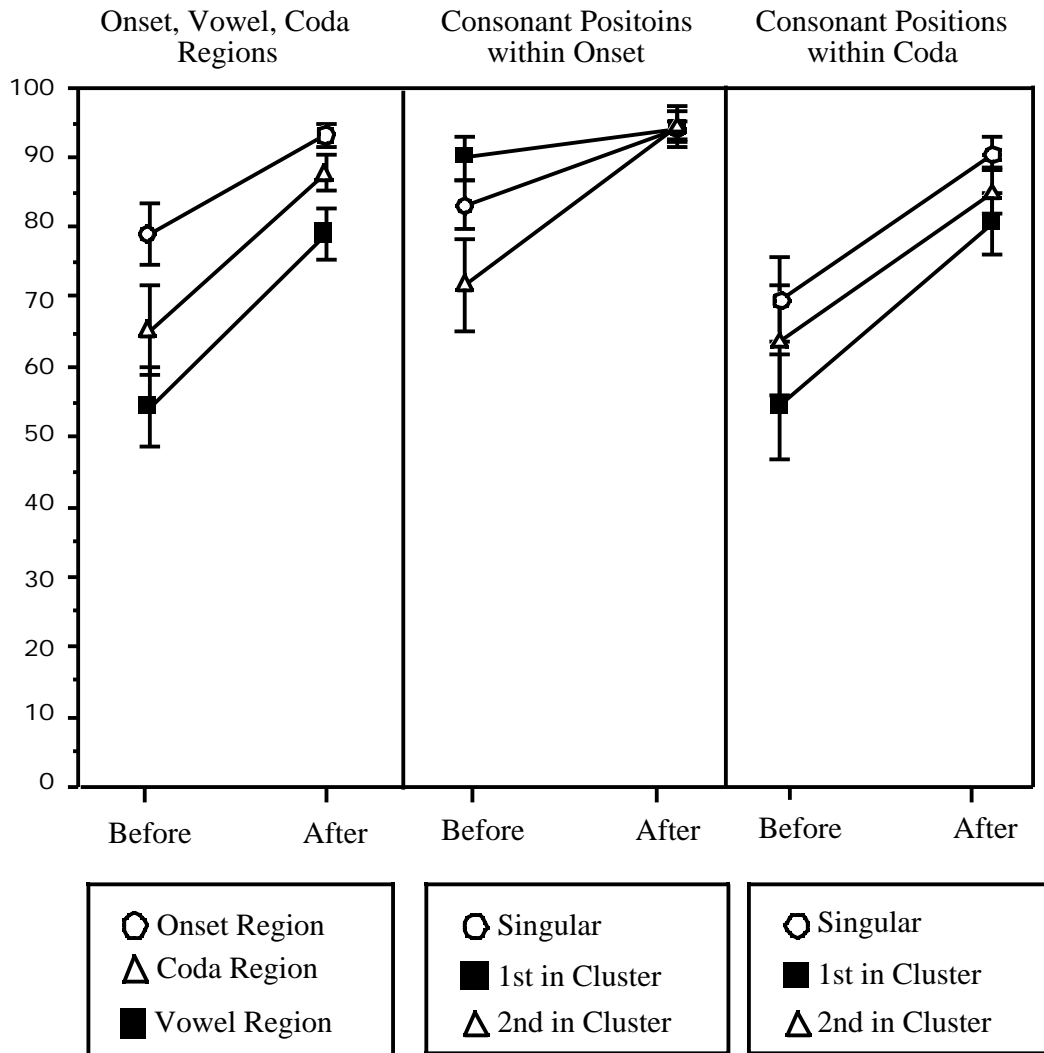 Onset, Vowel, Coda
Regions
Consonant Positoins
within Onset
Consonant Positions
within Coda
100
90
80
70
60
50
40
30
20
10
0
Before
After
Before
After
Before
After
Onset Region
Coda Region
Vowel Region
Singular
1st in Cluster
2nd in Cluster
Singular
1st in Cluster
2nd in Cluster